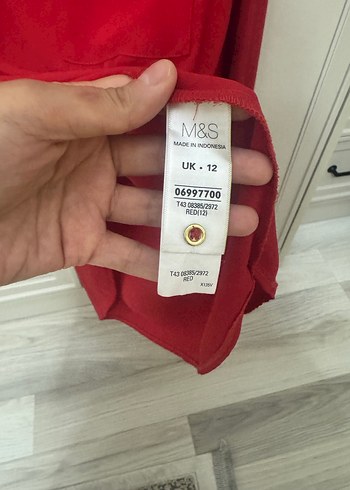 M&S
MADE IN INDONESIA
UK · 12
06997700
T43 08385/2972
RED(12)
T43 08385/2972
RED